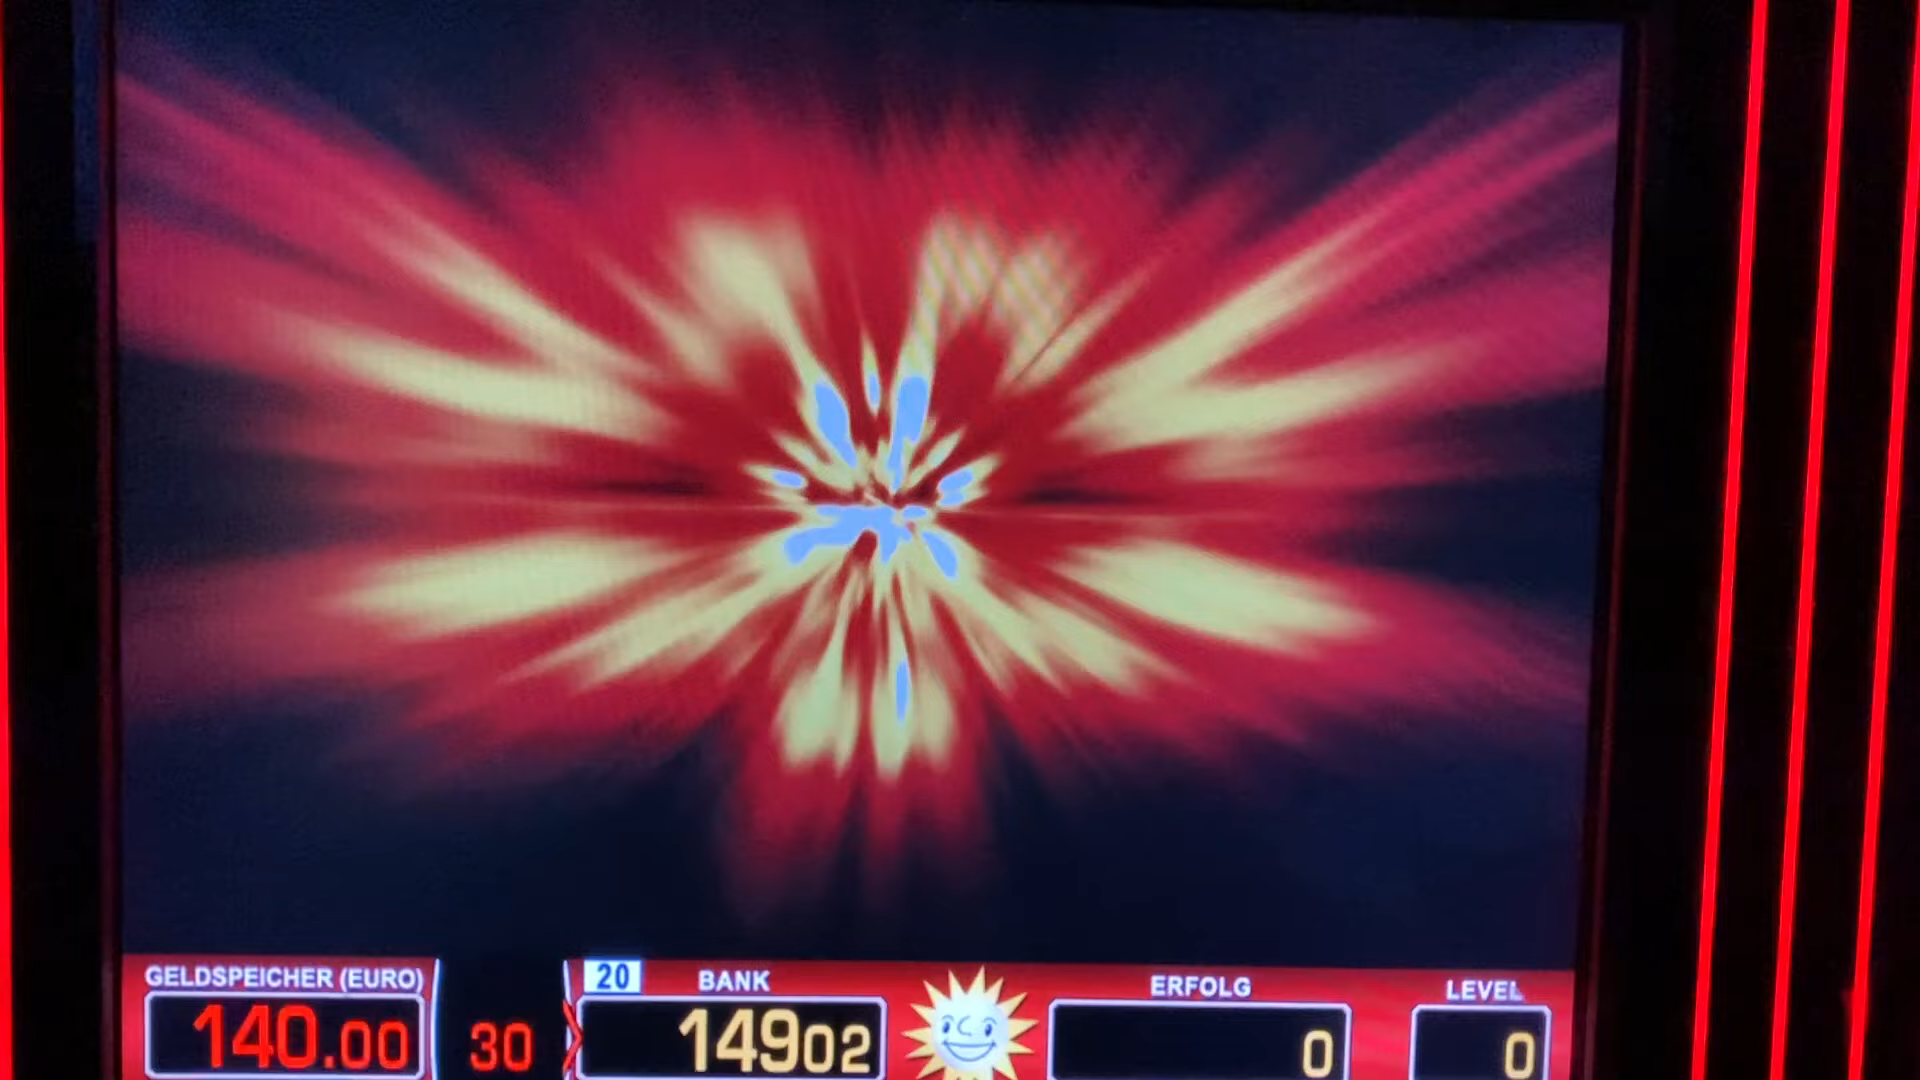 GELDSPEICHER (EURO)
140.00
30
20
BANK
14902
ERFOLG
0
LEVEL
0